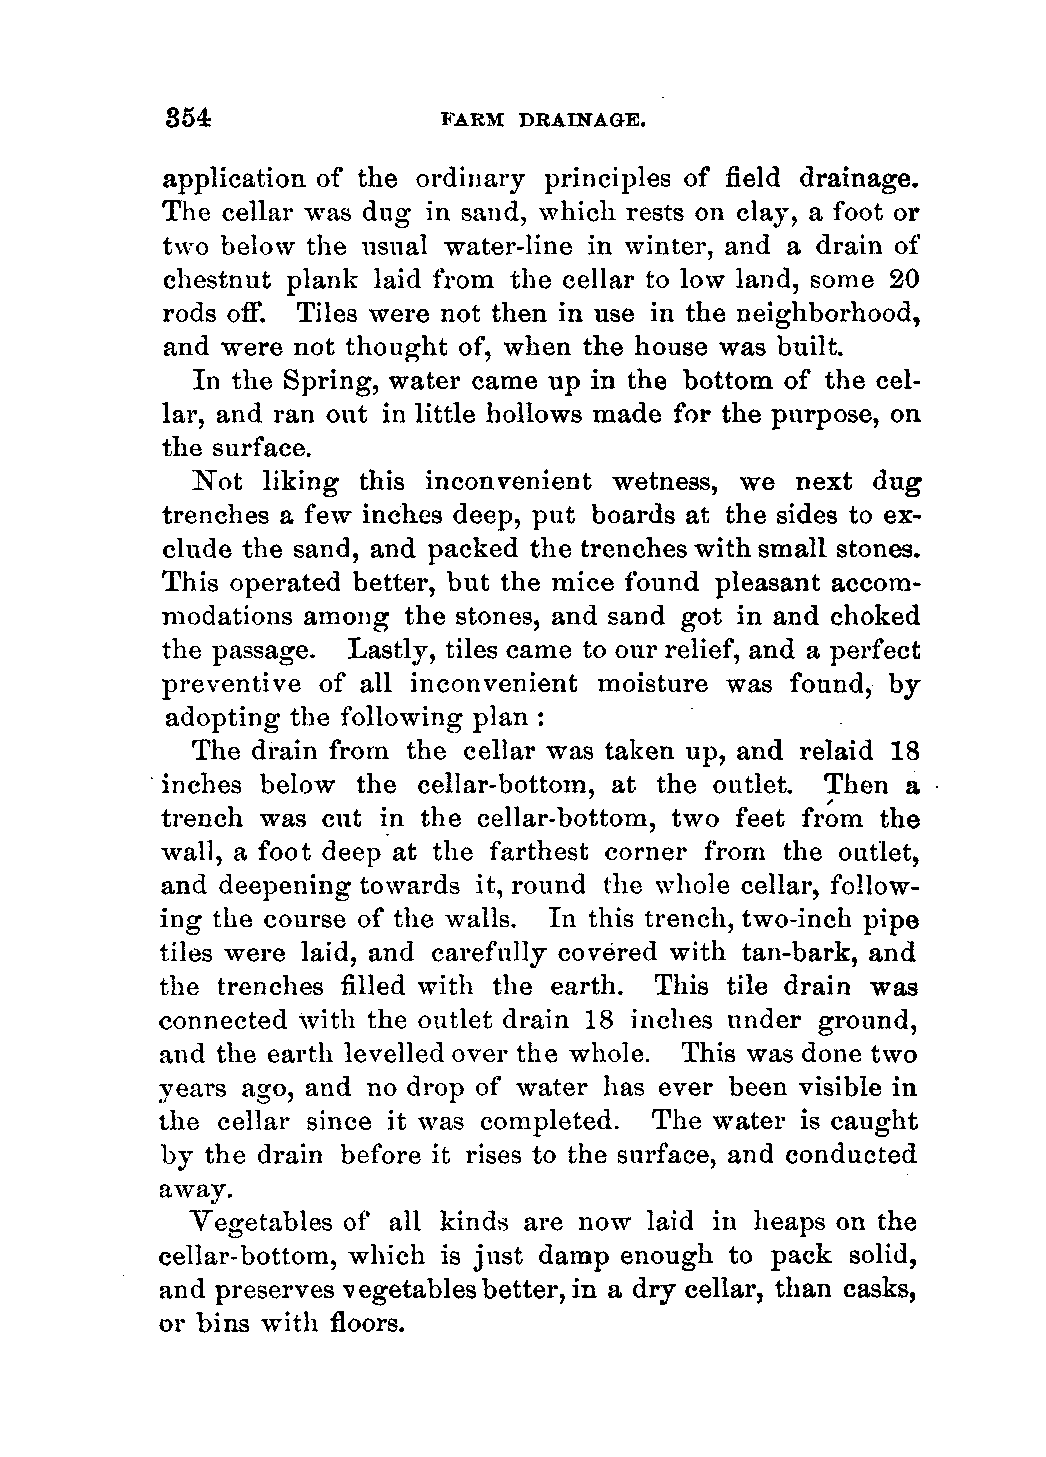 354 FARM DRAINAGE.
application of the ordinary principles of field drainage.
The cellar was dug in sand, which rests on clay, a foot or
two below the usual water-line in winter, and a drain of
chestnut plank laid from the cellar to low land, some 20
rods off. Tiles were not then in use in the neighborhood,
and were not thought of, when the house was built.
In the Spring, water came up in the bottom of the cel-
lar, and ran out in little hollows made for the purpose, on
the surface.
Not liking this inconvenient wetness, we next dug
trenches a few inches deep, put boards at the sides to ex-
clude the sand, and packed the trenches with small stones.
This operated better, but the mice found pleasant accom-
modations among the stones, and sand got in and choked
the passage. Lastly, tiles came to our relief, and a perfect
preventive of all inconvenient moisture was found, by
adopting the following plan :
The drain from the cellar was taken up, and relaid 18
inches below the cellar-bottom, at the outlet. Then a
trench was cut in the cellar-bottom, two feet from the
wall, a foot deep at the farthest corner from the outlet,
and deepening towards it, round the whole cellar, follow-
ing the course of the walls. In this trench, two-inch pipe
tiles were laid, and carefully covered with tan-bark, and
the trenches filled with the earth. This tile drain was
connected with the outlet drain 18 inches under ground,
and the earth levelled over the whole. This was done two
years ago, and no drop of water has ever been visible in
the cellar since it was completed. The water is caught
by the drain before it rises to the surface, and conducted
away.
Vegetables of all kinds are now laid in heaps on the
cellar-bottom, which is just damp enough to pack solid,
and preserves vegetables better, in a dry cellar, than casks,
or bins with floors.